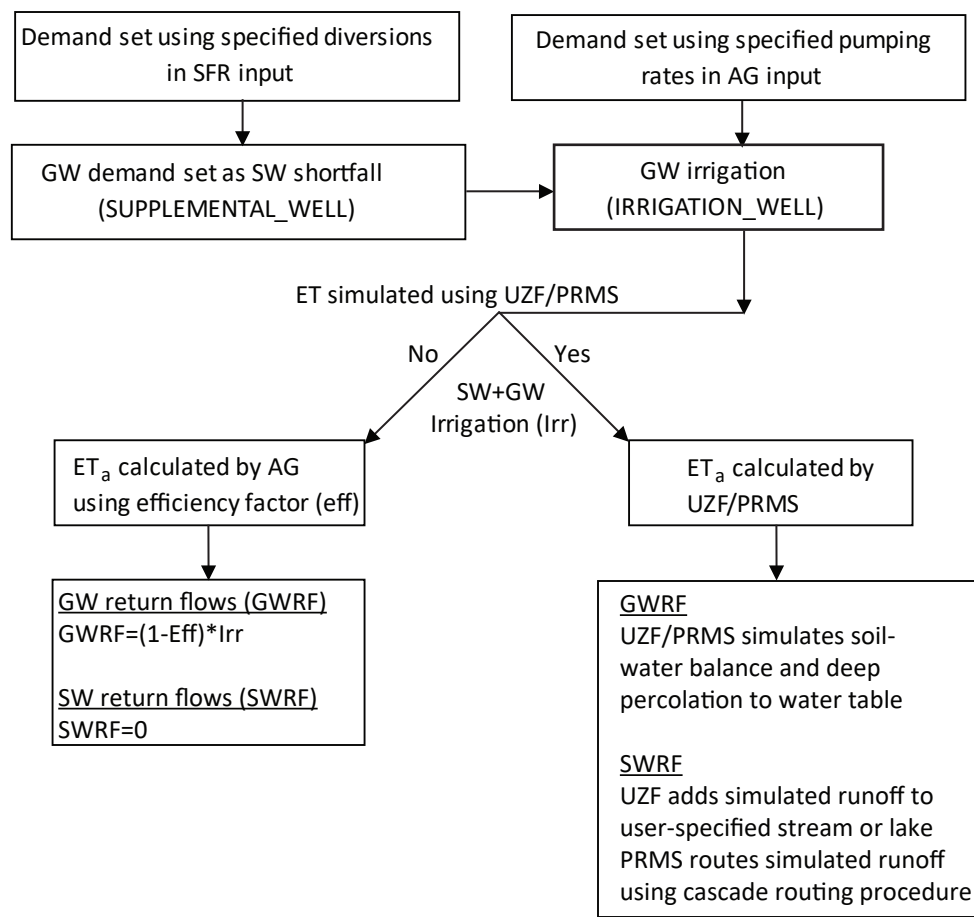 Demand set using specified diversions
in SFR input
Demand set using specified pumping
rates in AG input
GW demand set as SW shortfall
(SUPPLEMENTAL_WELL)
GW irrigation
(IRRIGATION_WELL)
ET simulated using UZF/PRMS
No
Yes
SW+GW
Irrigation (Irr)
ETa calculated by AG
using efficiency factor (eff)
ETa calculated by
UZF/PRMS
GW return flows (GWRF)
GWRF=(1-Eff)*Irr
SW return flows (SWRF)
SWRF=0
GWRF
UZF/PRMS simulates soil-
water balance and deep
percolation to water table
SWRF
UZF adds simulated runoff to
user-specified stream or lake
PRMS routes simulated runoff
using cascade routing procedure